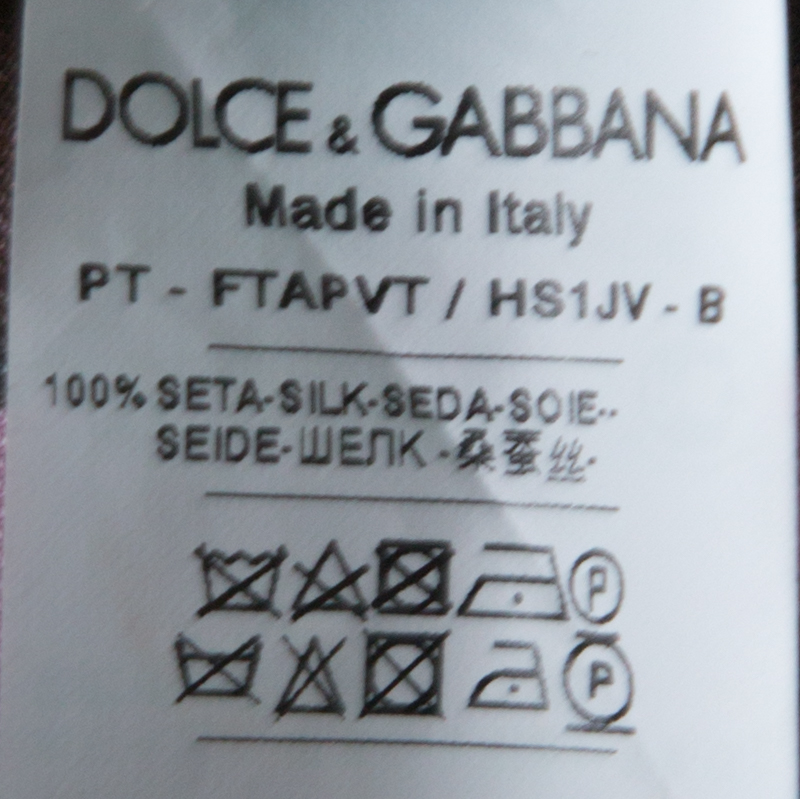 DOLCE & GABBANA
Made in Italy
PT - FTAPVT / HS1JV - B
100% SETA-SILK-SEDA-SOIE--
SEIDE-ШЕЛК-桑蚕丝-
P
P